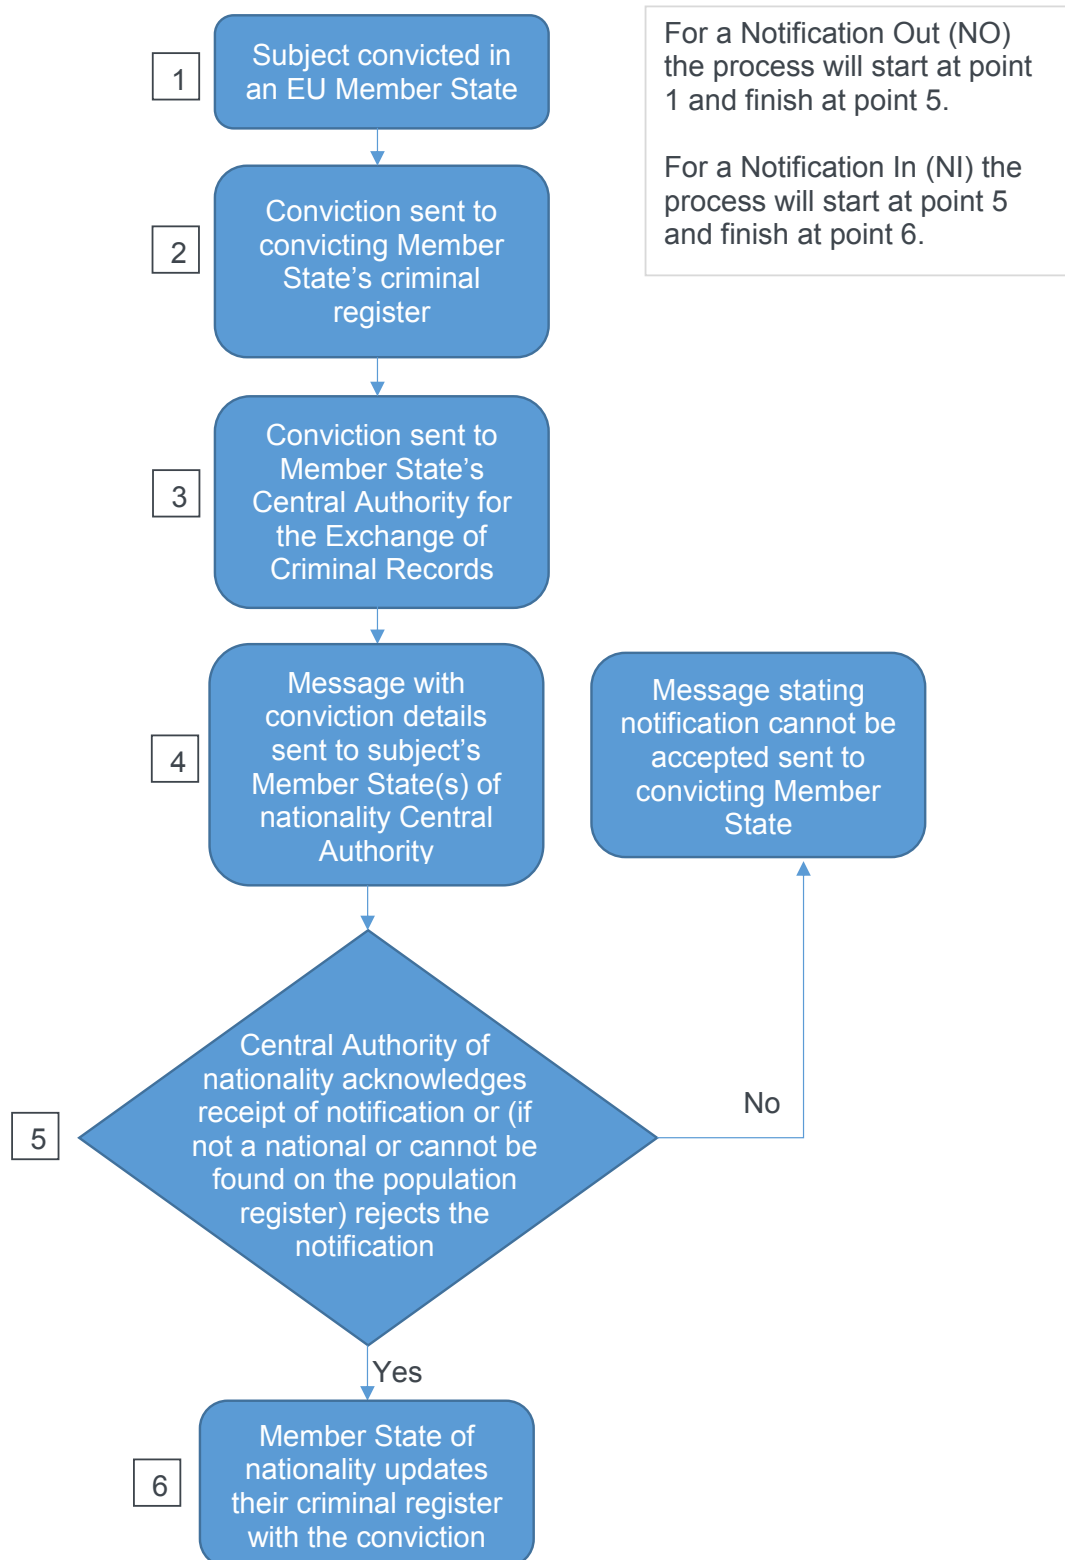 1
Subject convicted in
an EU Member State
For a Notification Out (NO)
the process will start at point
1 and finish at point 5.
For a Notification In (NI) the
process will start at point 5
and finish at point 6.
2
Conviction sent to
convicting Member
State’s criminal
register
3
Conviction sent to
Member State’s
Central Authority for
the Exchange of
Criminal Records
4
Message with
conviction details
sent to subject’s
Member State(s) of
nationality Central
Authority
Message stating
notification cannot be
accepted sent to
convicting Member
State
5
Central Authority of
nationality acknowledges
receipt of notification or (if
not a national or cannot be
found on the population
register) rejects the
notification
No
Yes
6
Member State of
nationality updates
their criminal register
with the conviction